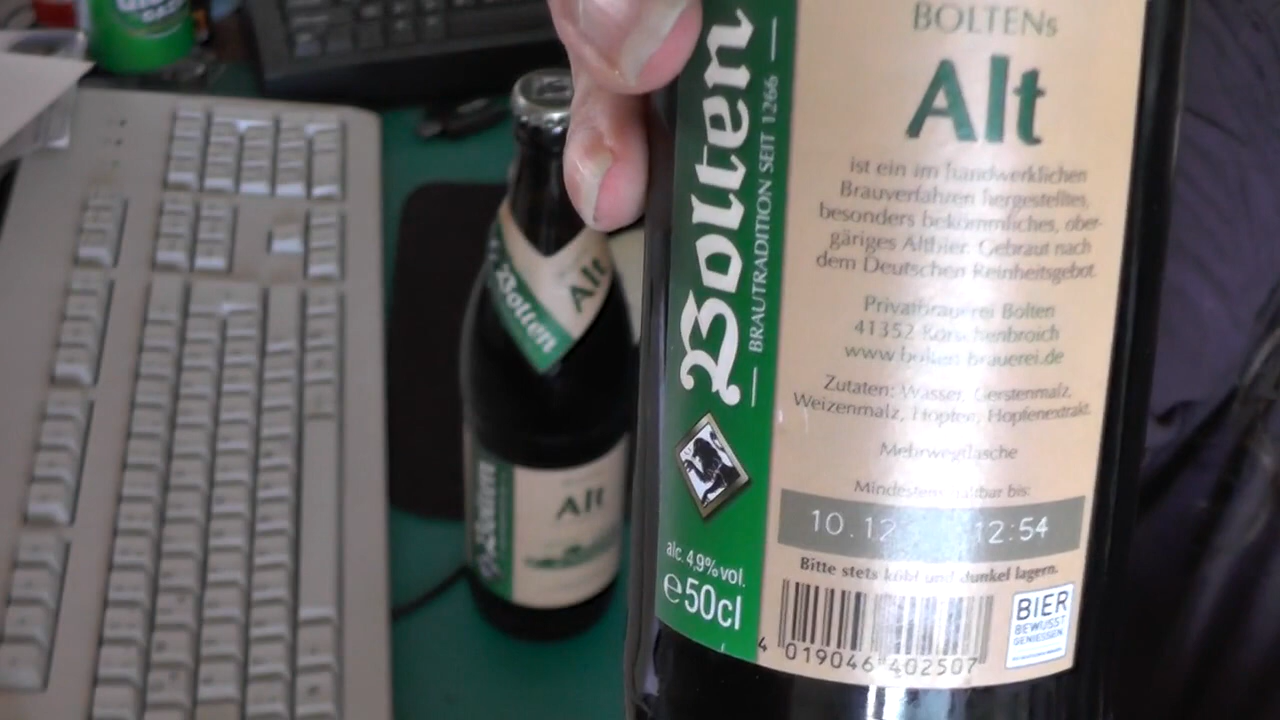 Bolten
BRAUTRADITION SEIT 1266
alc. 4,9% vol.
e50cl
BOLTENs
Alt
ist ein im handwerklichen
Brauverfahren hergestelltes,
besonders bekömmliches, ober-
gäriges Altbier. Gebraut nach
dem Deutschen Reinheitsgebot.
Privatbrauerei Bolten
41352 Korschenbroich
www.bolten-brauerei.de
Zutaten: Wasser, Gerstenmalz,
Weizenmalz, Hopfen, Hopfenextrakt.
Mehrwegflasche
Mindestens haltbar bis:
10.12 12:54
Bitte stets kühl und dunkel lagern.
4 019046 402507
BIER
BEWUSST
GENIESSEN
Bolten
Alt
Bolten
Alt